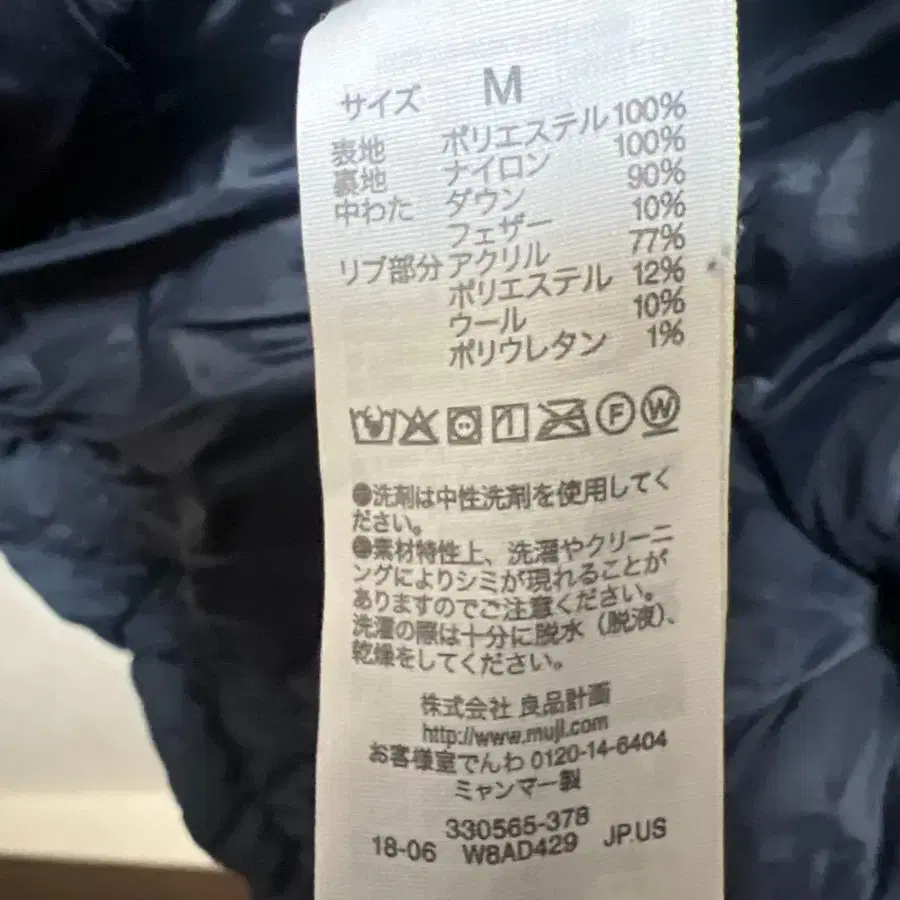 サイズ M
表地 ポリエステル 100%
裏地 ナイロン 100%
中わた ダウン 90%
フェザー 10%
リブ部分 アクリル 77%
ポリエステル 12%
ウール 10%
ポリウレタン 1%
F W
●洗剤は中性洗剤を使用してく
ださい。
●素材特性上、洗濯やクリーニ
ングによりシミが現れることが
ありますのでご注意ください。
洗濯の際は十分に脱水（脱液）、
乾燥をしてください。
株式会社 良品計画
http://www.muji.com
お客様室でんわ 0120-14-6404
ミャンマー製
330565-378
18-06 W8AD429 JP.US